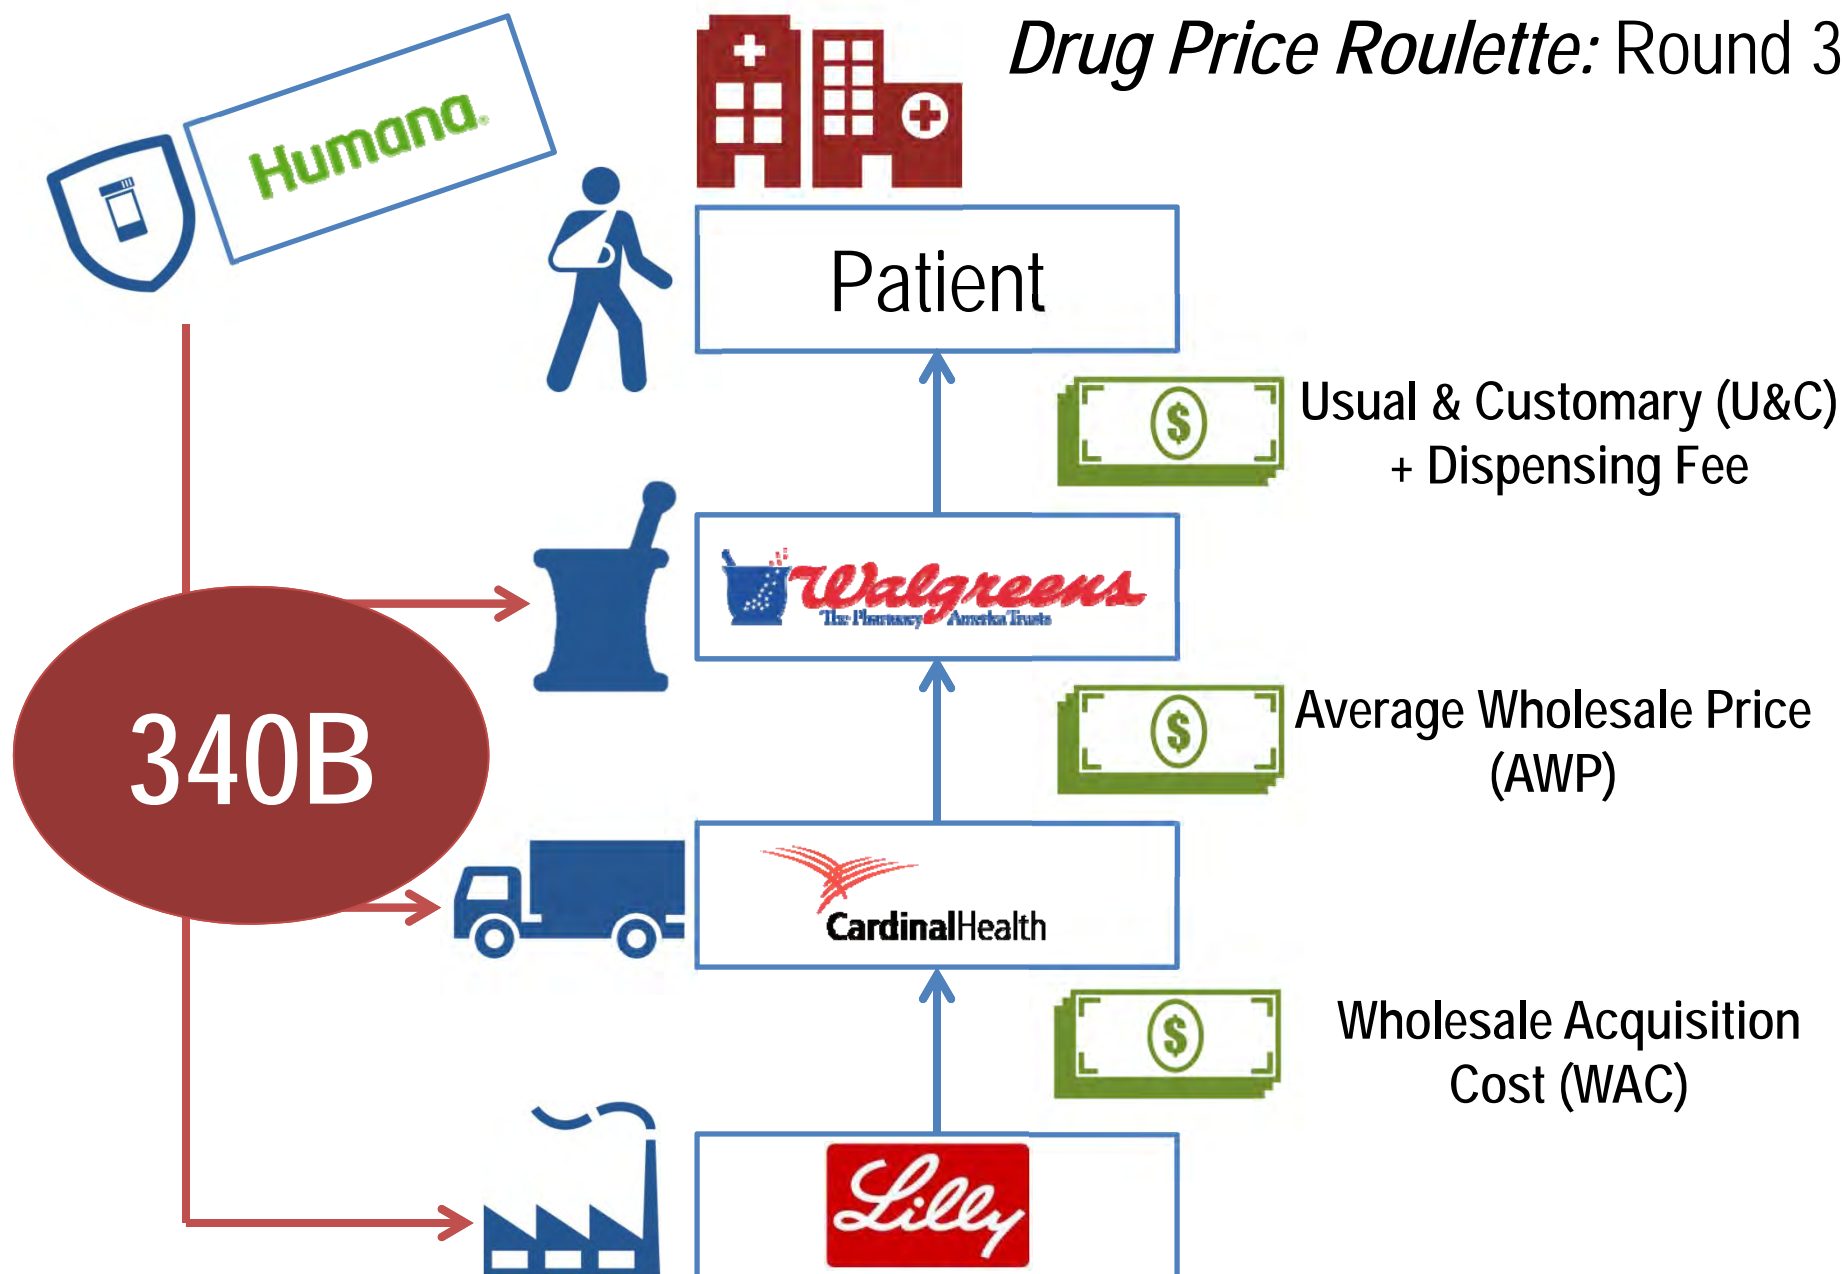 Drug Price Roulette: Round 3
Humana
Patient
Usual & Customary (U&C)
+ Dispensing Fee
Walgreens
The Pharmacy America Trusts
340B
Average Wholesale Price
(AWP)
CardinalHealth
Wholesale Acquisition
Cost (WAC)
Lilly